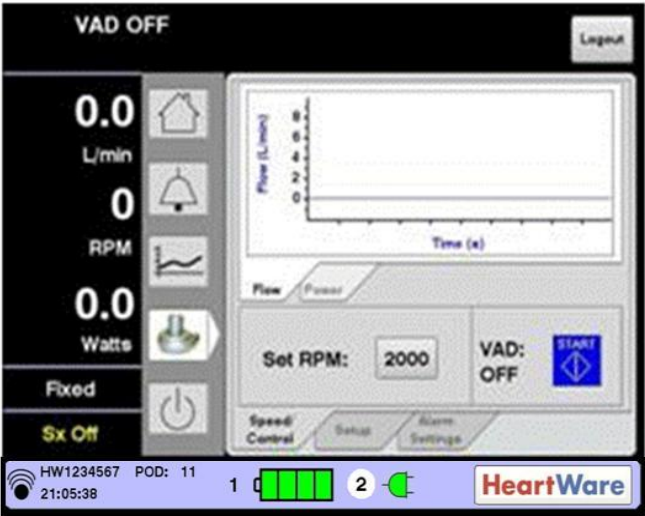 VAD OFF
Logout
0.0
L/min
0
RPM
0.0
Watts
Fixed
Sx Off
Flow (L/min)
8
6
4
2
0
Time (s)
Flow
Power
Set RPM:
2000
VAD:
OFF
START
Speed
Control
Setup
Alarm
Settings
HW1234567 POD: 11
21:05:38
1
2
HeartWare